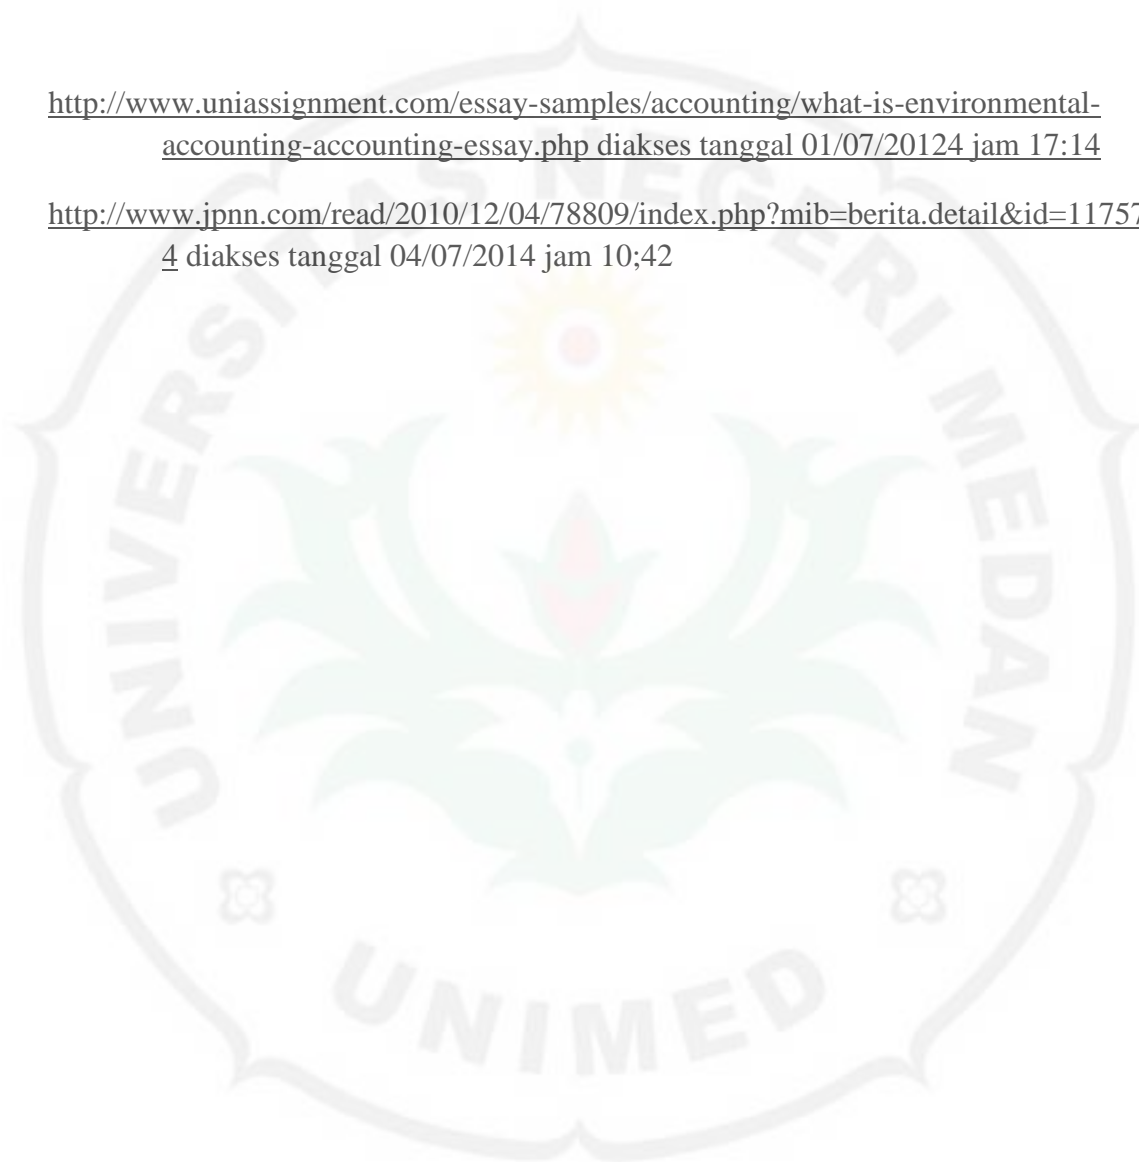 http://www.uniassignment.com/essay-samples/accounting/what-is-environmental-
accounting-accounting-essay.php diakses tanggal 01/07/20124 jam 17:14
http://www.jpnn.com/read/2010/12/04/78809/index.php?mib=berita.detail&id=11757
4 diakses tanggal 04/07/2014 jam 10;42
UNIVERSITAS NEGERI MEDAN
UNIMED